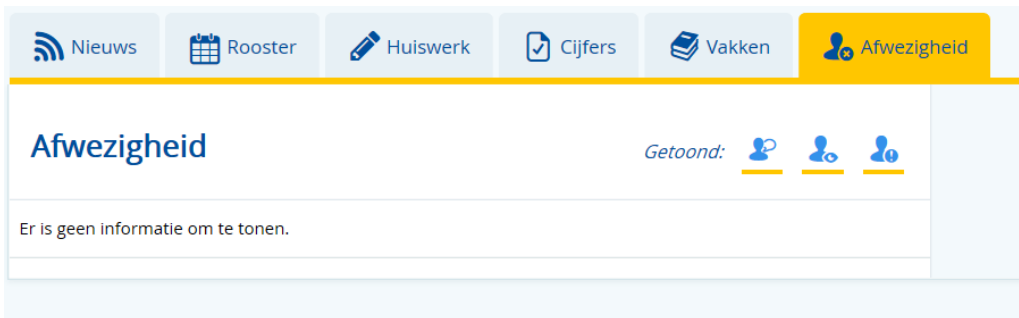 Nieuws Rooster Huiswerk Cijfers Vakken Afwezigheid
Afwezigheid Getoond:
Er is geen informatie om te tonen.